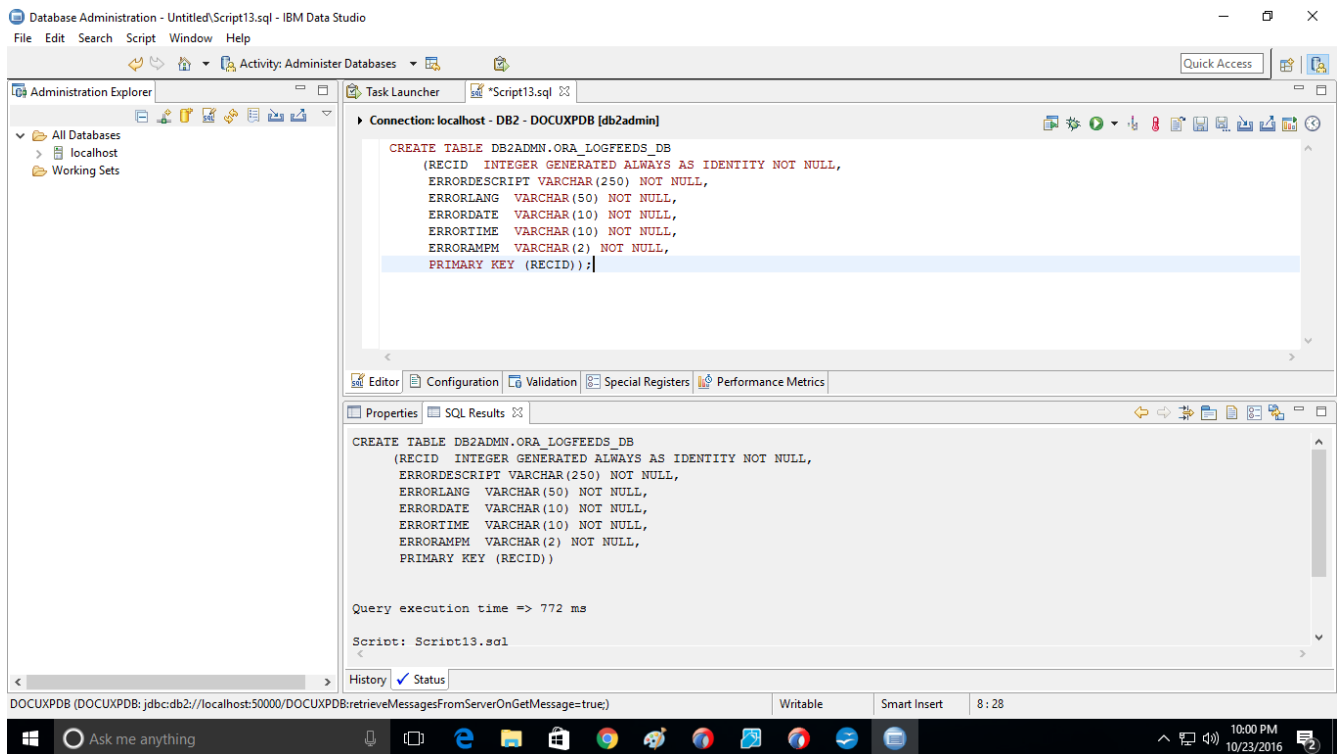 Database Administration - Untitled\Script13.sql - IBM Data Studio
File Edit Search Script Window Help
Activity: Administer Databases
Quick Access
Administration Explorer
All Databases
localhost
Working Sets
Task Launcher
*Script13.sql
Connection: localhost - DB2 - DOCUXPDB [db2admin]
CREATE TABLE DB2ADMN.ORA_LOGFEEDS_DB
(RECID INTEGER GENERATED ALWAYS AS IDENTITY NOT NULL,
ERRORDESCRIPT VARCHAR(250) NOT NULL,
ERRORLANG VARCHAR(50) NOT NULL,
ERRORDATE VARCHAR(10) NOT NULL,
ERRORTIME VARCHAR(10) NOT NULL,
ERRORAMPM VARCHAR(2) NOT NULL,
PRIMARY KEY (RECID));
Editor Configuration Validation Special Registers Performance Metrics
Properties SQL Results
CREATE TABLE DB2ADMN.ORA_LOGFEEDS_DB
(RECID INTEGER GENERATED ALWAYS AS IDENTITY NOT NULL,
ERRORDESCRIPT VARCHAR(250) NOT NULL,
ERRORLANG VARCHAR(50) NOT NULL,
ERRORDATE VARCHAR(10) NOT NULL,
ERRORTIME VARCHAR(10) NOT NULL,
ERRORAMPM VARCHAR(2) NOT NULL,
PRIMARY KEY (RECID))
Query execution time => 772 ms
Script: Script13.sql
History Status
DOCUXPDB (DOCUXPDB: jdbc:db2://localhost:50000/DOCUXPDB:retrieveMessagesFromServerOnGetMessage=true;)
Writable
Smart Insert
8 : 28
Ask me anything
10:00 PM
10/23/2016
2